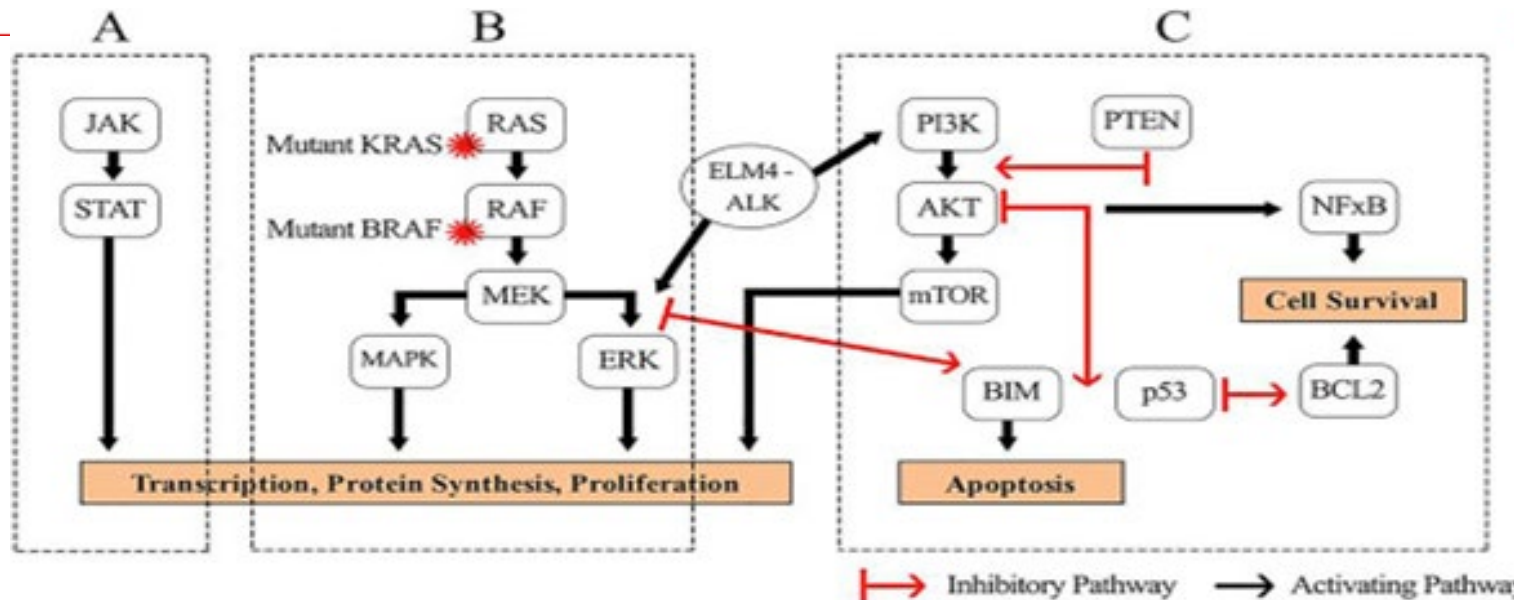 A
B
C
JAK
STAT
RAS
Mutant KRAS
RAF
Mutant BRAF
MEK
MAPK
ERK
ELM4 -
ALK
PI3K
PTEN
AKT
NFxB
mTOR
Cell Survival
BIM
p53
BCL2
Transcription, Protein Synthesis, Proliferation
Apoptosis
Inhibitory Pathway
Activating Pathway